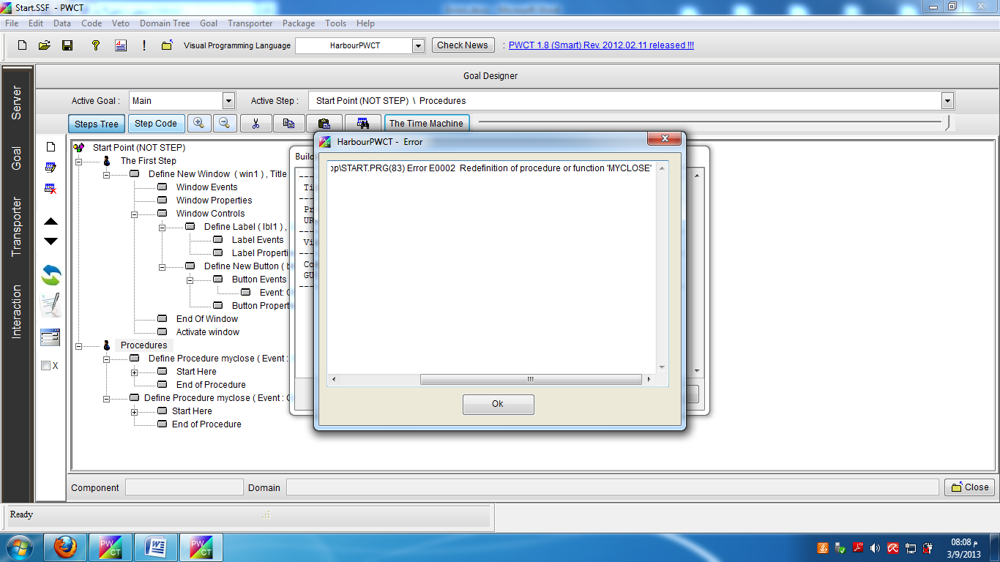 Start.SSF - PWCT
File Edit Data Code Veto Domain Tree Goal Transporter Package Tools Help
Visual Programming Language HarbourPWCT Check News : PWCT 1.8 (Smart) Rev. 2012.02.11 released !!!
Goal Designer
Active Goal : Main Active Step : Start Point (NOT STEP) \ Procedures
Steps Tree Step Code The Time Machine
Server
Goal
Transporter
Interaction
X
Start Point (NOT STEP)
The First Step
Define New Window ( win1 ) , Title
Window Events
Window Properties
Window Controls
Define Label ( lbl1 ) ,
Label Events
Label Properti
Define New Button ( b
Button Events
Event:
Button Propert
End Of Window
Activate window
Procedures
Define Procedure myclose ( Event :
Start Here
End of Procedure
Define Procedure myclose ( Event :
Start Here
End of Procedure
Build
Ti
Pr
UR
Vi
Co
GU
HarbourPWCT - Error
op\START.PRG(83) Error E0002 Redefinition of procedure or function 'MYCLOSE'
Ok
Component Domain Close
Ready
PW CT
PW CT
08:08 م
3/9/2013